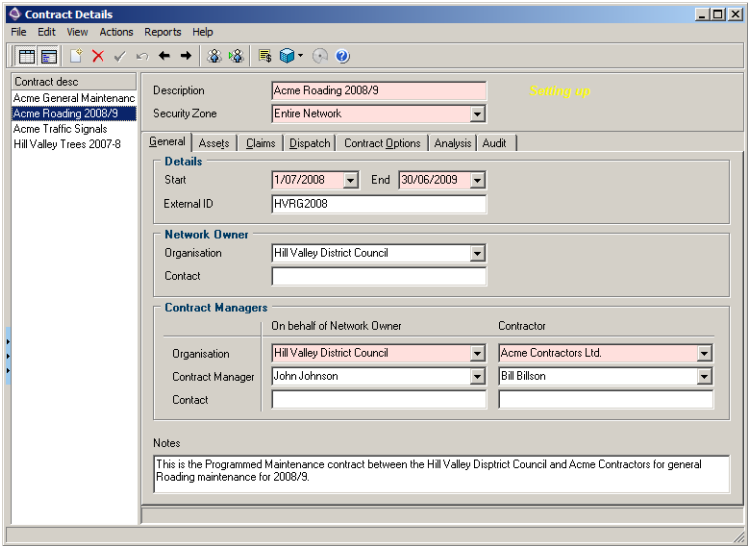 Contract Details
File Edit View Actions Reports Help
Contract desc
Acme General Maintenanc
Acme Roading 2008/9
Acme Traffic Signals
Hill Valley Trees 2007-8
Description Acme Roading 2008/9 Setting up
Security Zone Entire Network
General Assets Claims Dispatch Contract Options Analysis Audit
Details
Start 1/07/2008 End 30/06/2009
External ID HVRG2008
Network Owner
Organisation Hill Valley District Council
Contact
Contract Managers
On behalf of Network Owner Contractor
Organisation Hill Valley District Council Acme Contractors Ltd.
Contract Manager John Johnson Bill Billson
Contact
Notes
This is the Programmed Maintenance contract between the Hill Valley Disptrict Council and Acme Contractors for general
Roading maintenance for 2008/9.